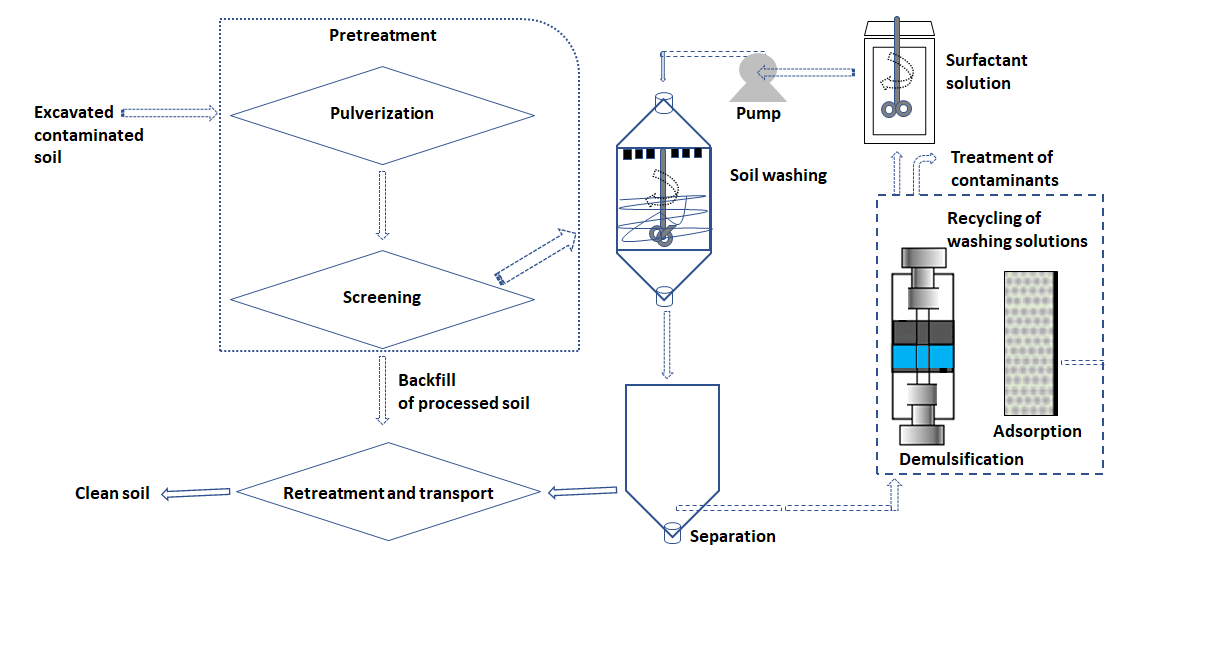 Pretreatment
Pulverization
Excavated
contaminated
soil
Screening
Backfill
of processed soil
Retreatment and transport
Clean soil
Pump
Soil washing
Separation
Surfactant
solution
Treatment of
contaminants
Recycling of
washing solutions
Adsorption
Demulsification